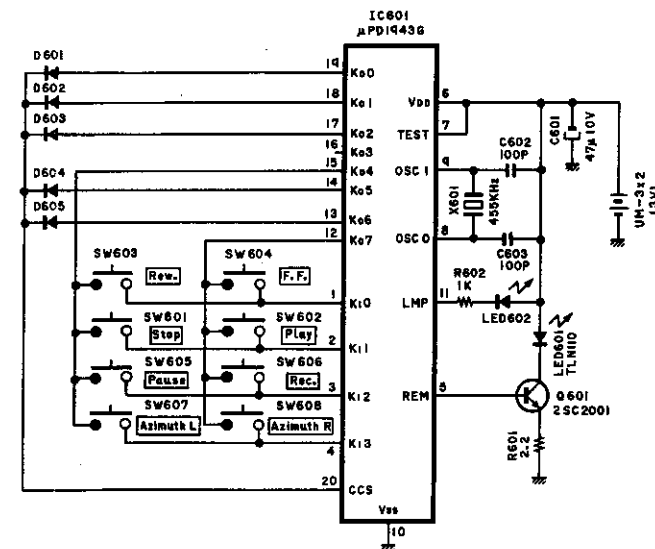 IC601
μPD1943G
D601
19
Ko0
D602
18
Ko1
VDD
6
D603
17
Ko2
TEST
7
16
Ko3
15
Ko4
OSC I
9
C602
100P
C601
47μ10V
D604
14
Ko5
X601
455KHz
D605
13
Ko6
12
Ko7
OSC O
8
UM-3x2
(3V)
C603
100P
SW603
Rew.
SW604
F.F.
1
Ki0
LMP
11
R602
1K
LED602
SW601
Stop
SW602
Play
2
Ki1
LED601
TLN110
SW605
Pause
SW606
Rec.
3
Ki2
REM
5
Q601
2SC2001
SW607
Azimuth L
SW608
Azimuth R
4
Ki3
R601
2.2
20
CCS
Vss
10